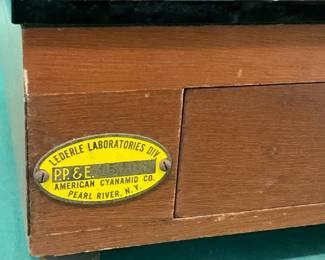 LEDERLE LABORATORIES DIV.
P.P.& E.
AMERICAN CYANAMID CO.
PEARL RIVER, N.Y.